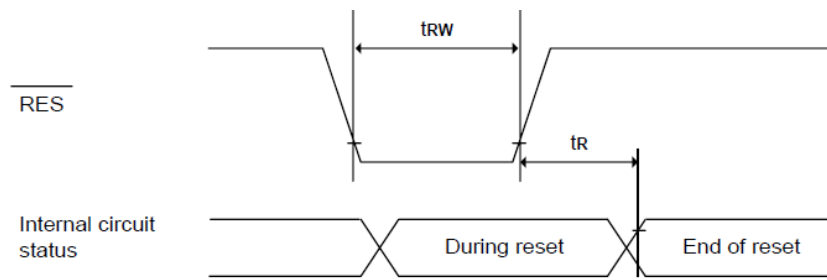 tRW
RES
tR
Internal circuit
status
During reset
End of reset